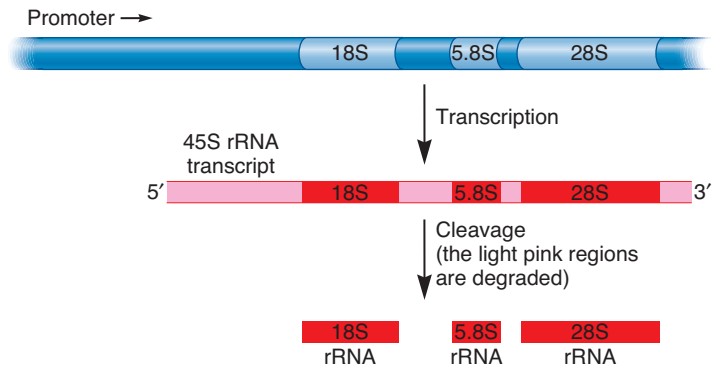 Promoter →
18S 5.8S 28S
Transcription
45S rRNA
transcript
5′ 18S 5.8S 28S 3′
Cleavage
(the light pink regions
are degraded)
18S 5.8S 28S
rRNA rRNA rRNA